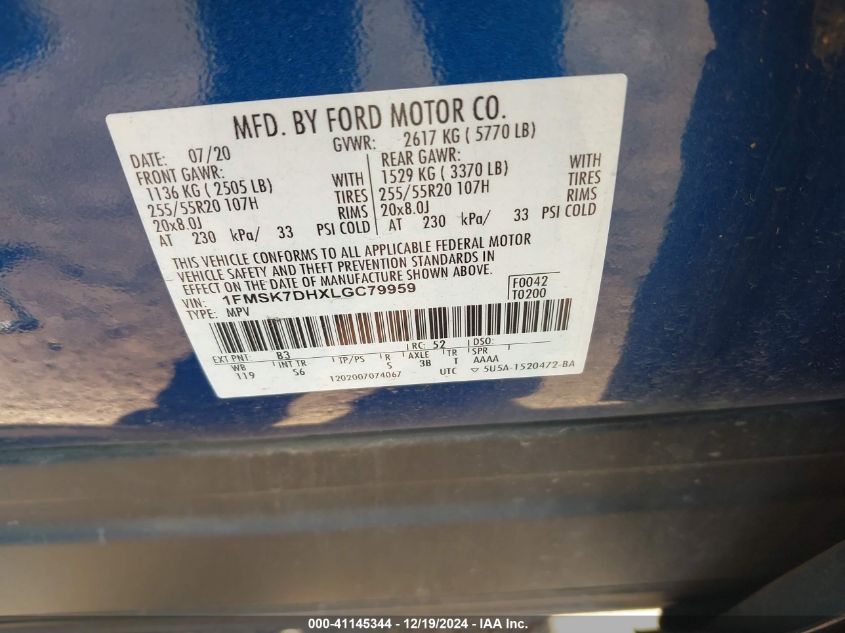 MFD. BY FORD MOTOR CO.
DATE: 07/20 GVWR: 2617 KG ( 5770 LB)
FRONT GAWR: REAR GAWR:
1136 KG ( 2505 LB) WITH 1529 KG ( 3370 LB) WITH
255/55R20 107H TIRES 255/55R20 107H TIRES
20x8.0J RIMS 20x8.0J RIMS
AT 230 kPa/ 33 PSI COLD AT 230 kPa/ 33 PSI COLD
THIS VEHICLE CONFORMS TO ALL APPLICABLE FEDERAL MOTOR
VEHICLE SAFETY AND THEFT PREVENTION STANDARDS IN
EFFECT ON THE DATE OF MANUFACTURE SHOWN ABOVE.
VIN: 1FMSK7DHXLGC79959 F0042
TYPE: MPV T0200
EXT PNT: B3 RC: 52 DSO:
WB INT TR TP/PS R AXLE TR SPR
119 S6 S 3B T AAAA
1202007074067 UTC 5U5A-1520472-BA
000-41145344 - 12/19/2024 - IAA Inc.